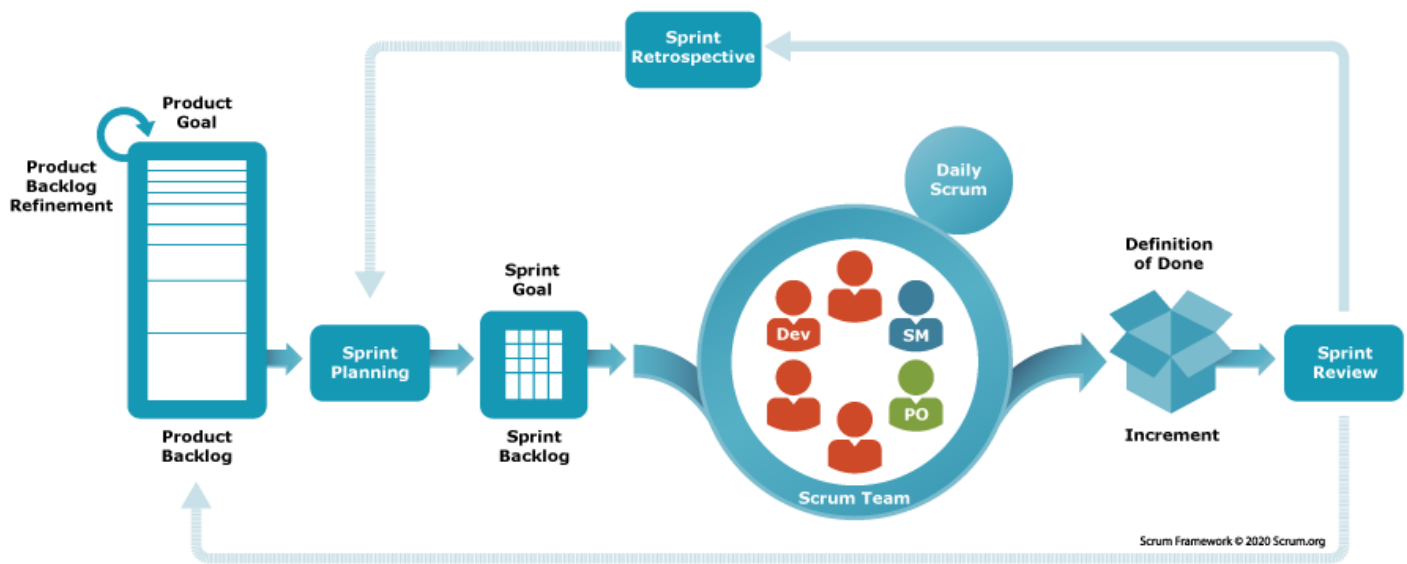 Sprint
Retrospective
Product
Goal
Product
Backlog
Refinement
Daily
Scrum
Definition
of Done
Sprint
Goal
Dev
SM
Sprint
Planning
Sprint
Review
PO
Product
Backlog
Sprint
Backlog
Increment
Scrum Team
Scrum Framework © 2020 Scrum.org